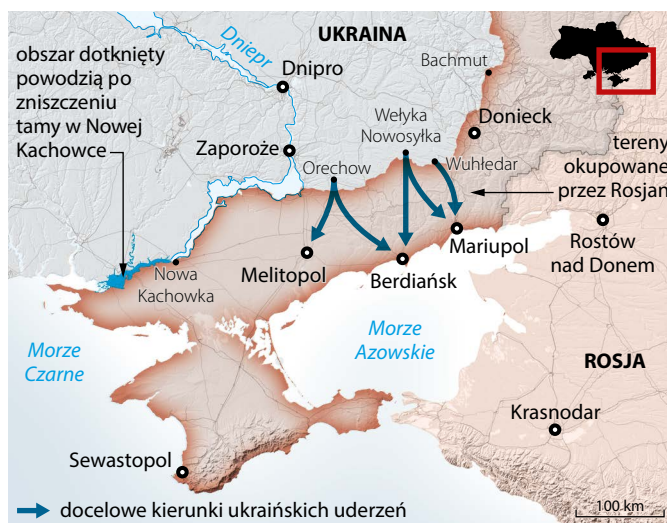 UKRAINA
Dniepr
obszar dotknięty
powodzią po
zniszczeniu
tamy w Nowej
Kachowce
Bachmut
Dnipro
Wełyka
Nowosyłka
Donieck
Zaporoże
Orechow
Wuhłedar
tereny
okupowane
przez Rosjan
Mariupol
Rostów
nad Donem
Nowa
Kachowka
Melitopol
Berdiańsk
Morze
Czarne
Morze
Azowskie
ROSJA
Krasnodar
Sewastopol
docelowe kierunki ukraińskich uderzeń
100 km